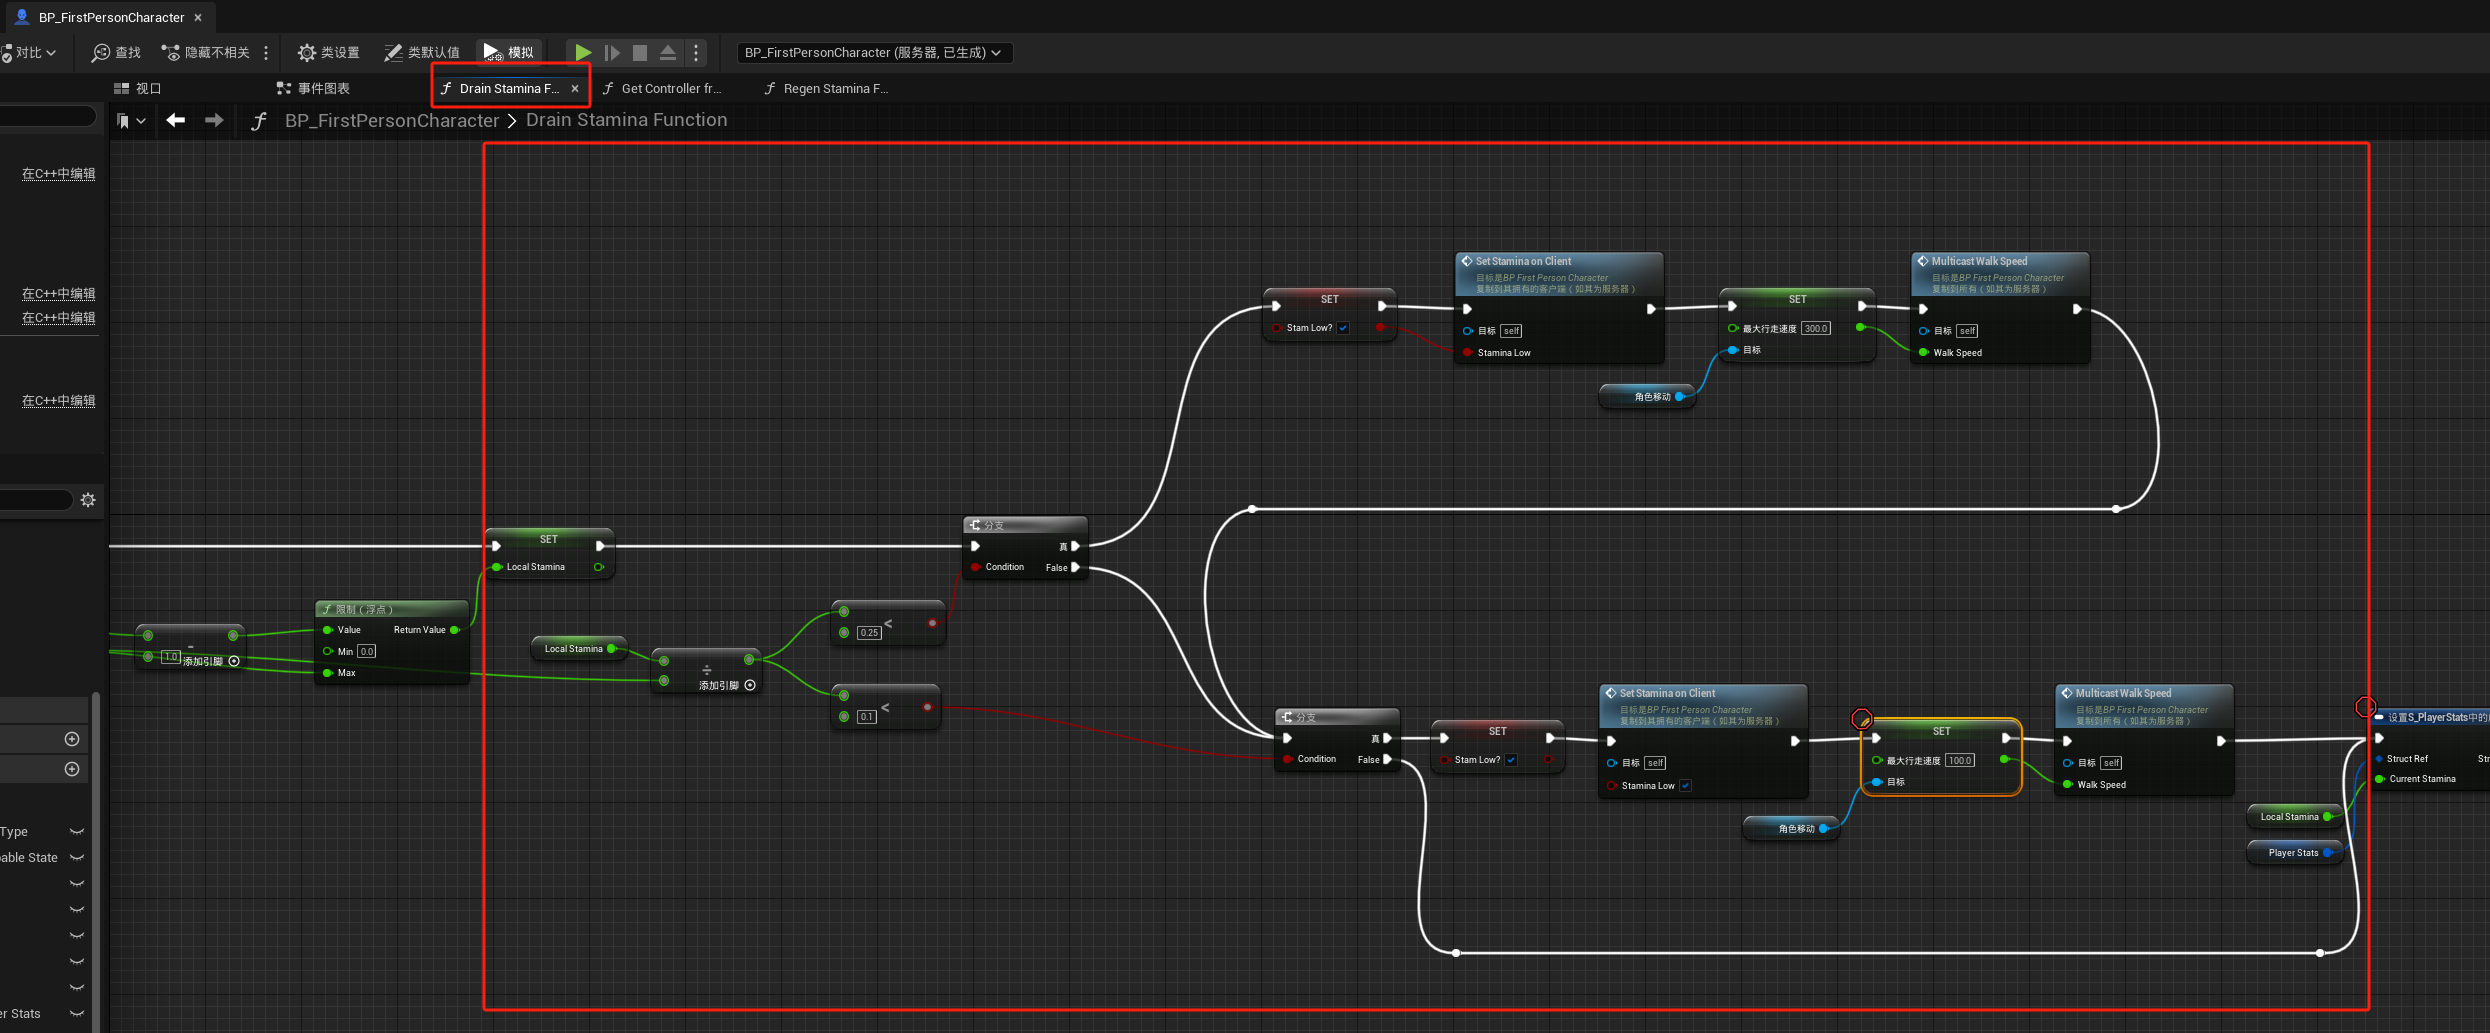 BP_FirstPersonCharacter
对比
查找
隐藏不相关
类设置
类默认值
模拟
BP_FirstPersonCharacter (服务器, 已生成)
视口
事件图表
Drain Stamina F...
Get Controller fr...
Regen Stamina F...
BP_FirstPersonCharacter
Drain Stamina Function
在C++中编辑
在C++中编辑
在C++中编辑
在C++中编辑
Set Stamina on Client
目标是BP First Person Character
复制到其拥有的客户端（如其为服务器）
目标 self
Stamina Low
SET
Stam Low?
SET
最大行走速度 300.0
目标
角色移动
Multicast Walk Speed
目标是BP First Person Character
复制到所有（如其为服务器）
目标 self
Walk Speed
SET
Local Stamina
分支
真
Condition False
限制（浮点）
Value Return Value
Min 0.0
Max
-
1.0
添加引脚
Local Stamina
÷
添加引脚
<
0.25
<
0.1
分支
真
Condition False
SET
Stam Low?
Set Stamina on Client
目标是BP First Person Character
复制到其拥有的客户端（如其为服务器）
目标 self
Stamina Low
SET
最大行走速度 100.0
目标
角色移动
Multicast Walk Speed
目标是BP First Person Character
复制到所有（如其为服务器）
目标 self
Walk Speed
设置S_PlayerStats中的
Struct Ref
Current Stamina
Local Stamina
Player Stats
Type
able State
er Stats